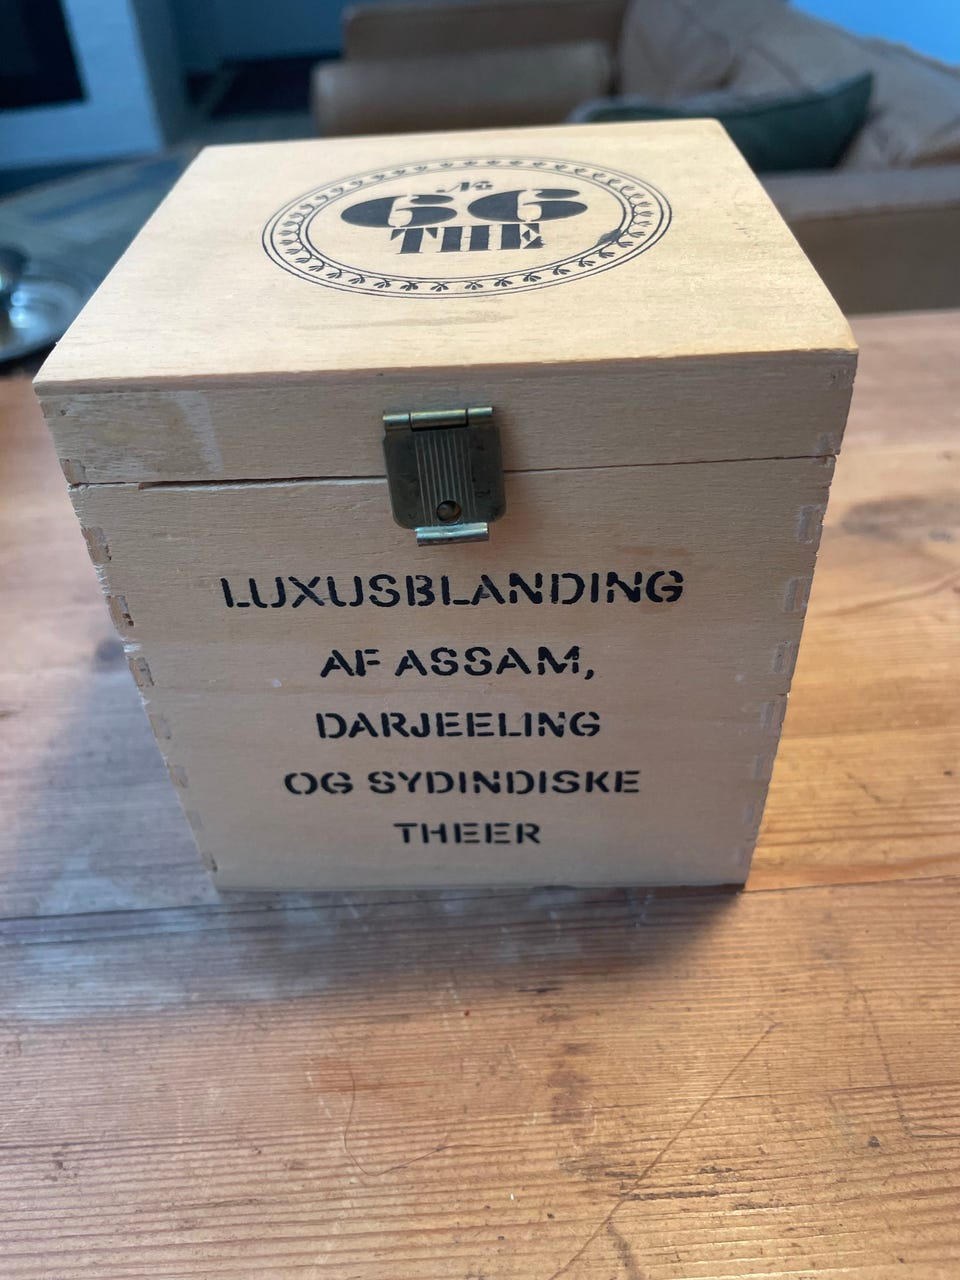 No
66
THE
LUXUSBLANDING
AF ASSAM,
DARJEELING
OG SYDINDISKE
THEER